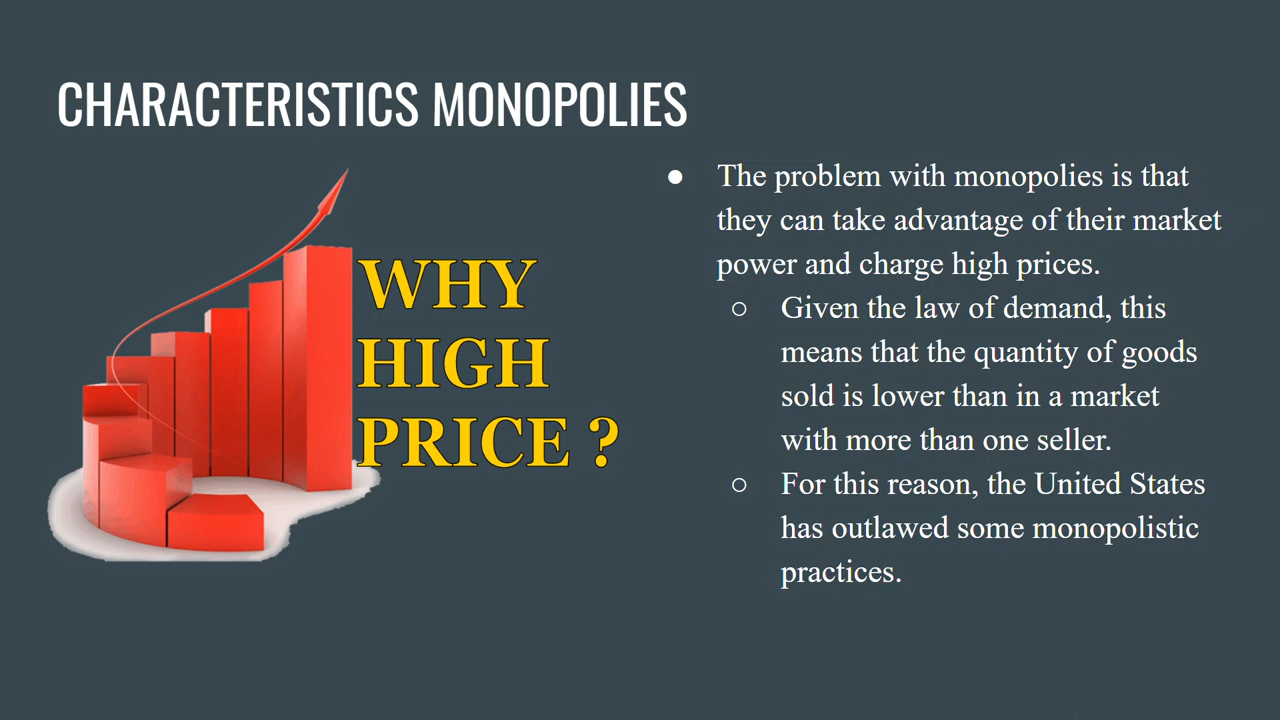 CHARACTERISTICS MONOPOLIES
WHY
HIGH
PRICE ?
● The problem with monopolies is that
they can take advantage of their market
power and charge high prices.
○ Given the law of demand, this
means that the quantity of goods
sold is lower than in a market
with more than one seller.
○ For this reason, the United States
has outlawed some monopolistic
practices.